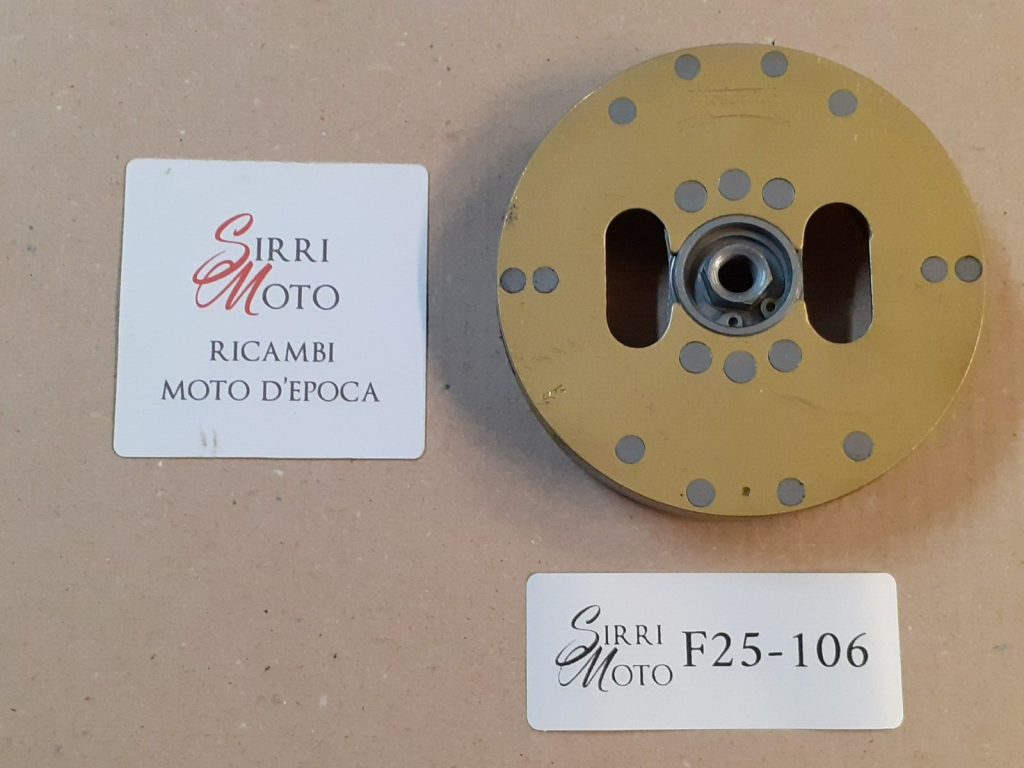 SIRRI
MOTO
RICAMBI
MOTO D'EPOCA
SIRRI
MOTO
F25-106